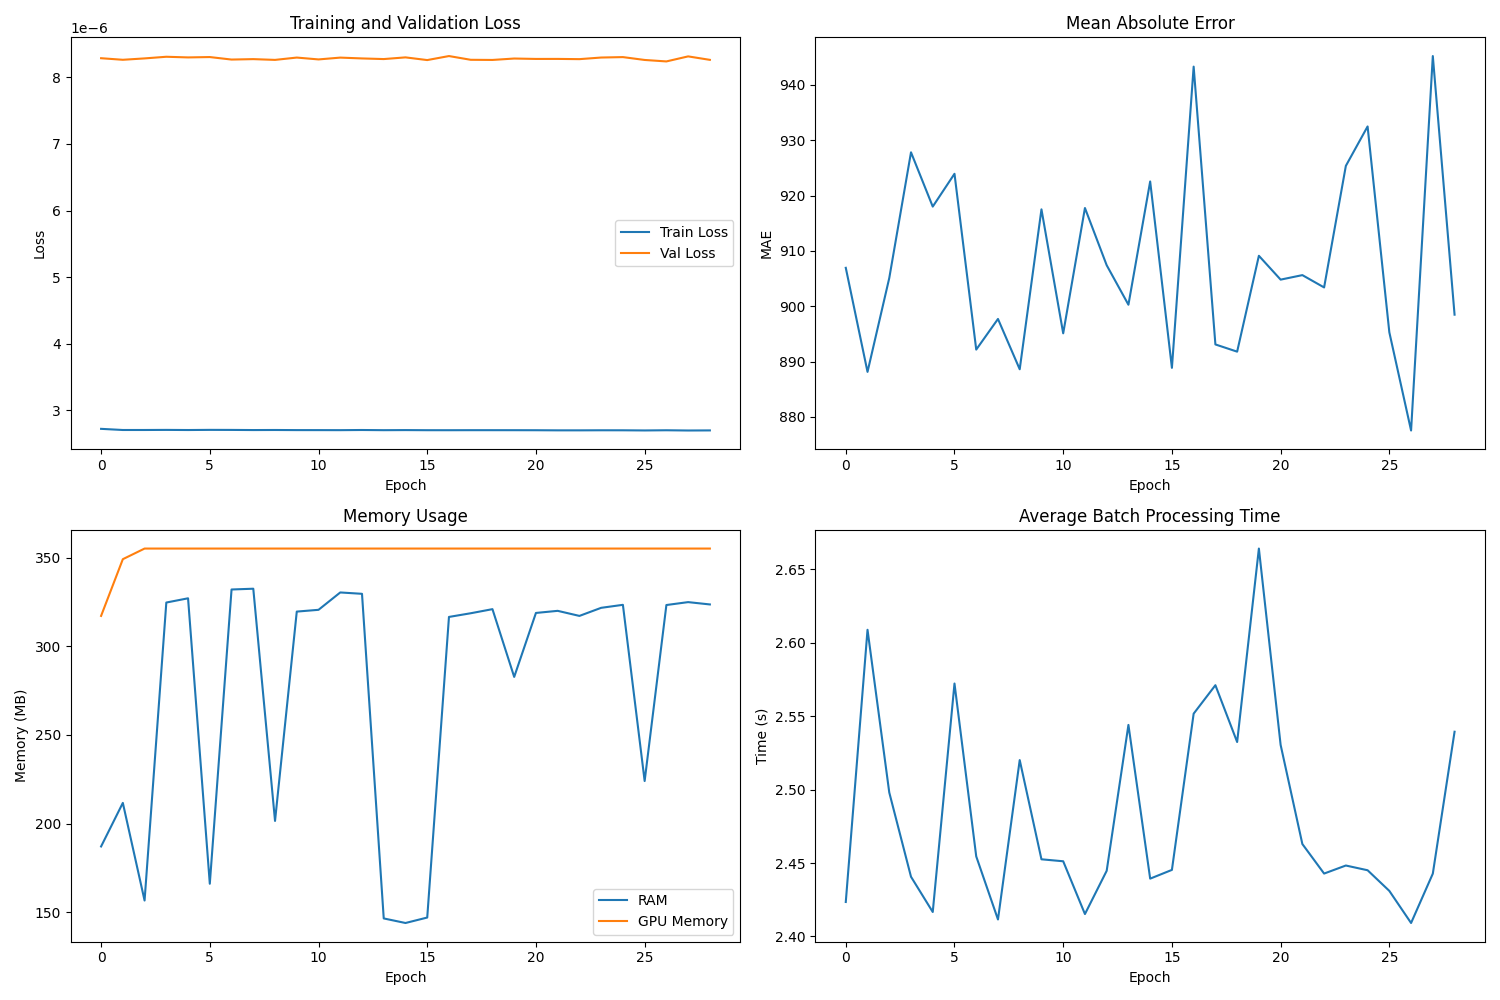 Training and Validation Loss
1e−6
8
7
6
5
4
3
Loss
Train Loss
Val Loss
0 5 10 15 20 25
Epoch
Mean Absolute Error
940
930
920
910
900
890
880
MAE
0 5 10 15 20 25
Epoch
Memory Usage
350
300
250
200
150
Memory (MB)
RAM
GPU Memory
0 5 10 15 20 25
Epoch
Average Batch Processing Time
2.65
2.60
2.55
2.50
2.45
2.40
Time (s)
0 5 10 15 20 25
Epoch